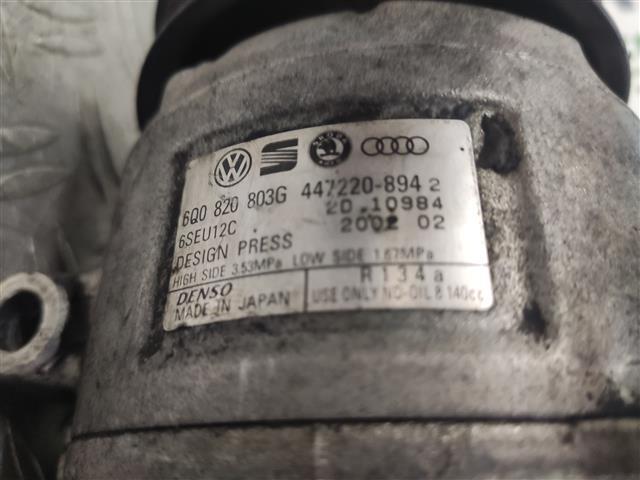 6Q0 820 803G 447220-894 2
6SEU12C 20.10984
DESIGN PRESS 2002 02
HIGH SIDE 3.53MPa LOW SIDE 1.67MPa
DENSO R134a
MADE IN JAPAN USE ONLY ND-OIL 8 140cc